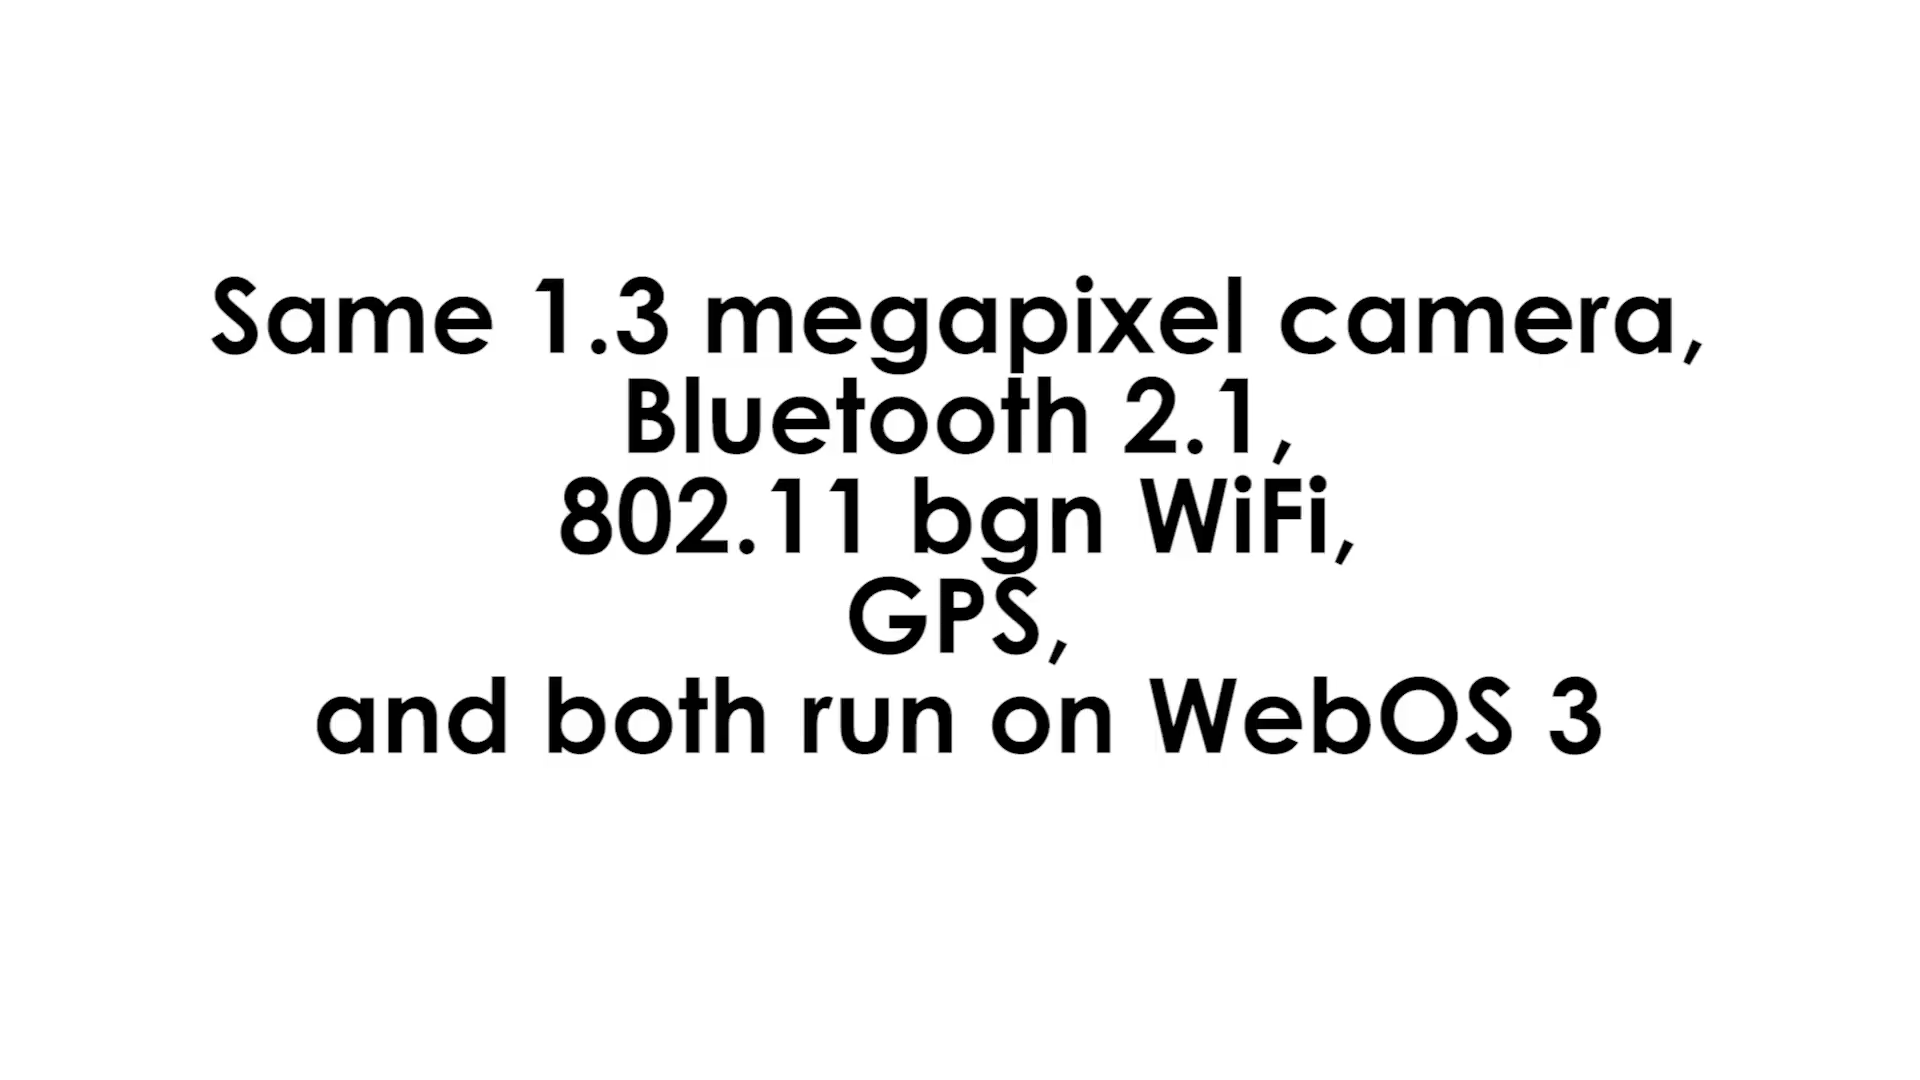 Same 1.3 megapixel camera,
Bluetooth 2.1,
802.11 bgn WiFi,
GPS,
and both run on WebOS 3